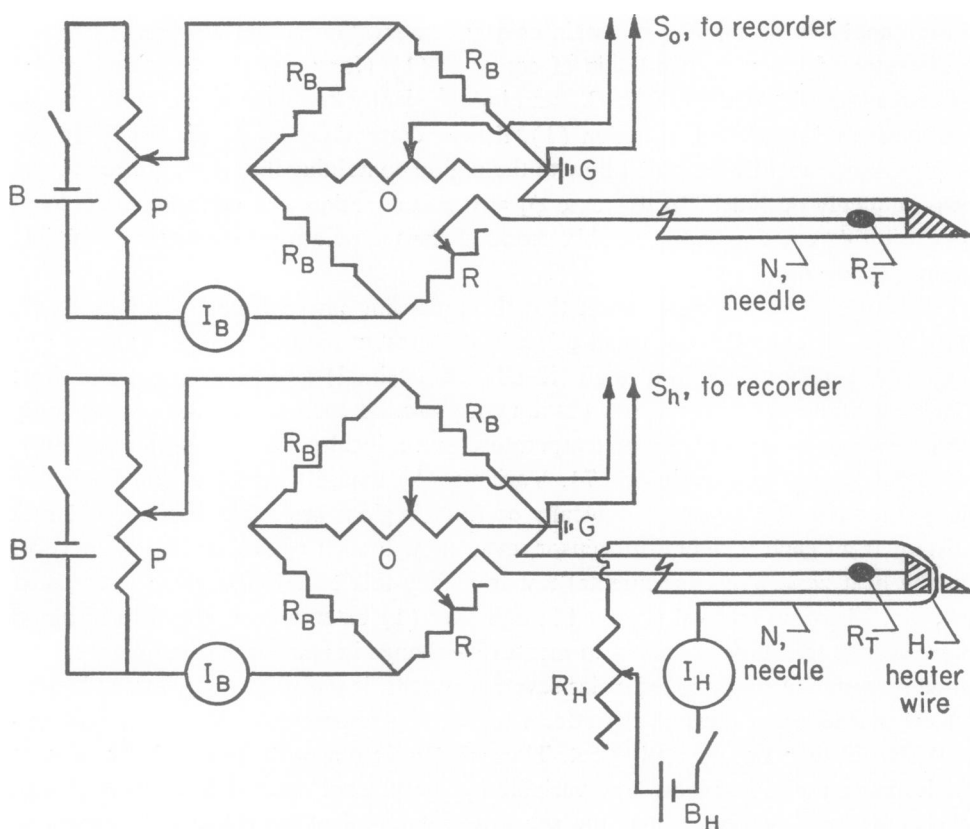 S₀, to recorder
R_B
R_B
B
P
O
G
R_B
R
I_B
N, needle
R_T
S_h, to recorder
R_B
R_B
B
P
O
G
R_B
R
I_B
R_H
I_H
N, needle
R_T
H, heater wire
B_H